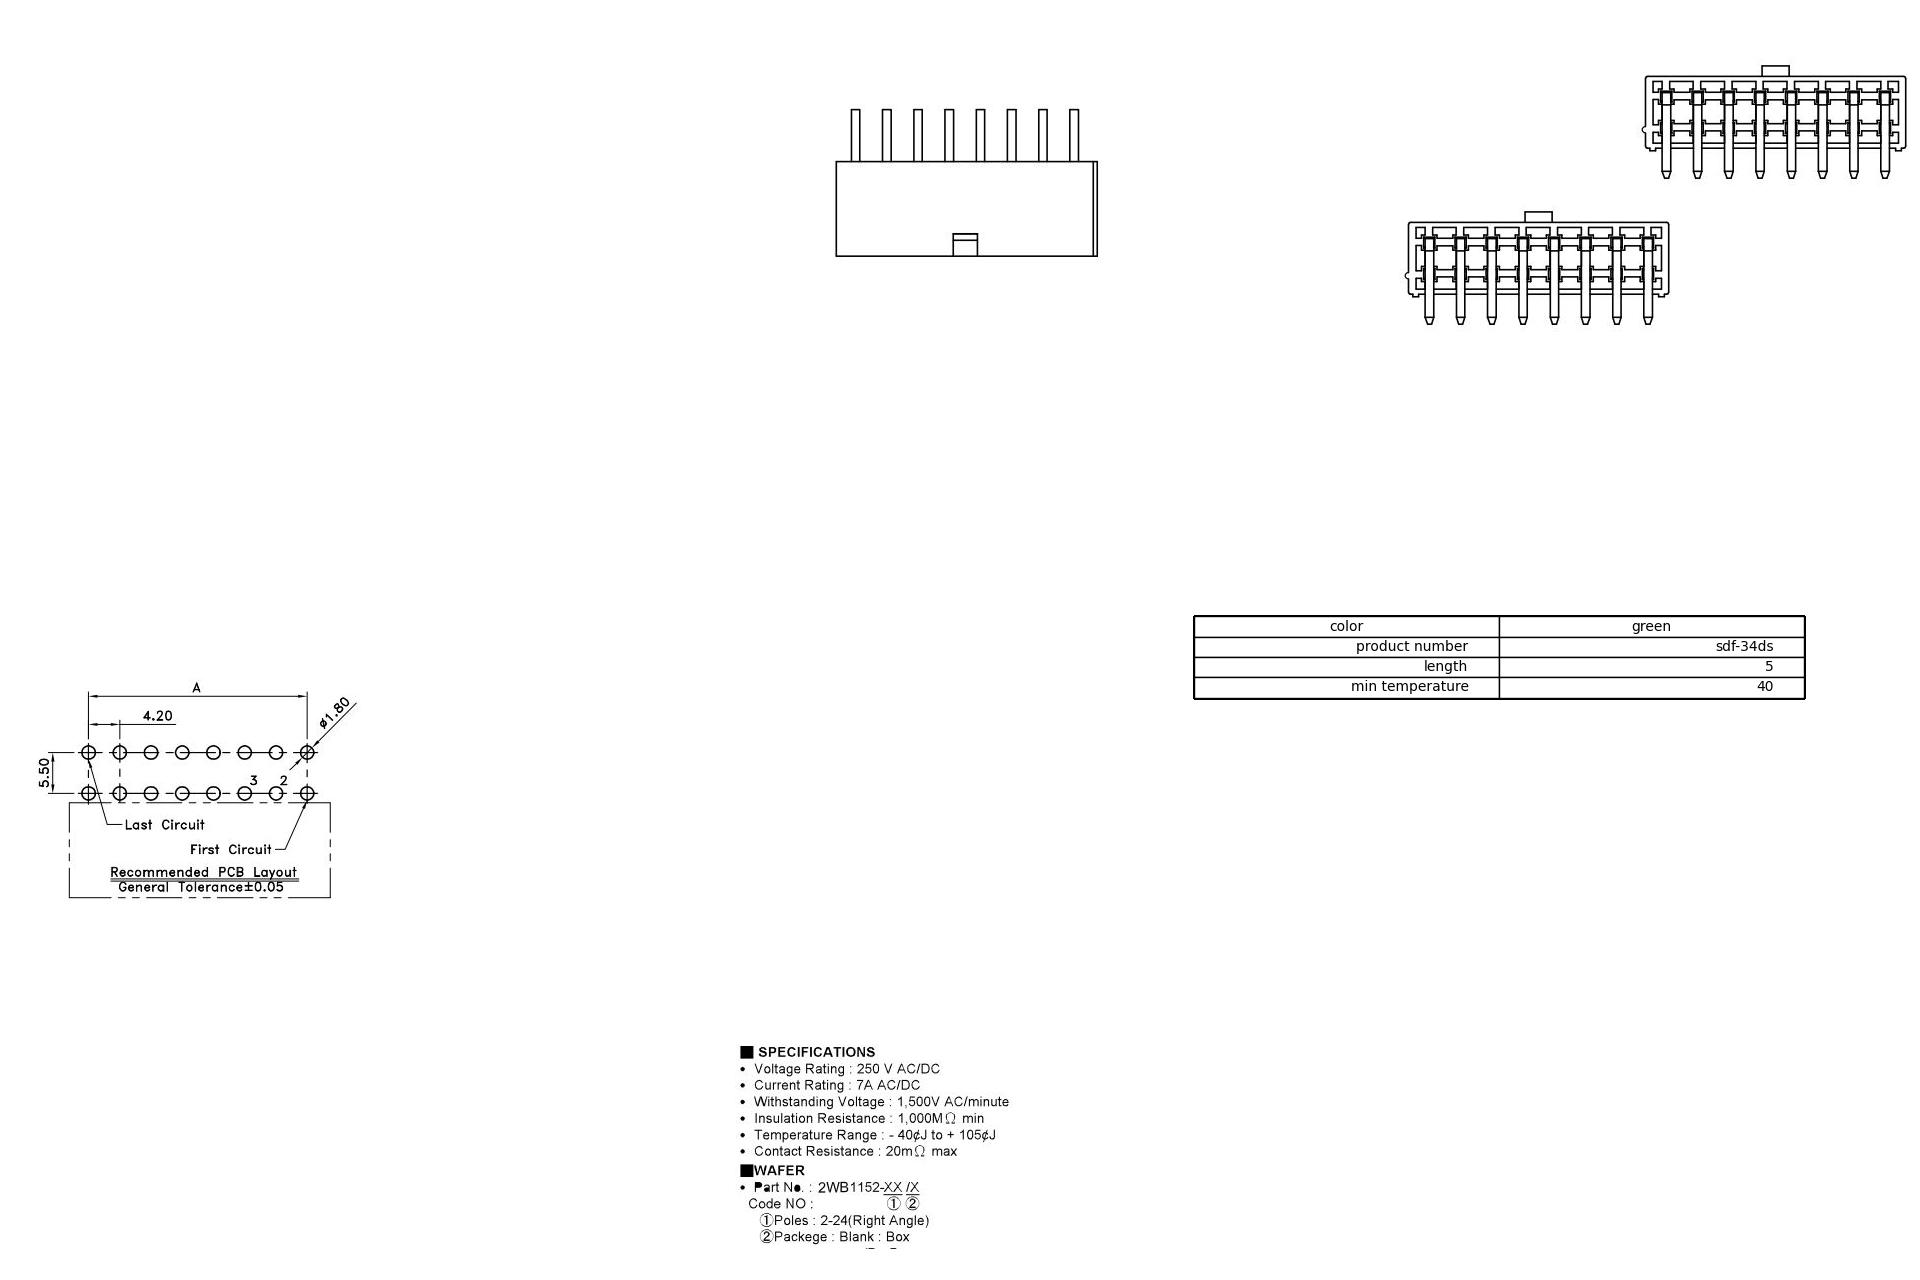 color green
product number sdf-34ds
length 5
min temperature 40
A
4.20
ø1.80
5.50
3 2
Last Circuit
First Circuit
Recommended PCB Layout
General Tolerance±0.05
■ SPECIFICATIONS
• Voltage Rating : 250 V AC/DC
• Current Rating : 7A AC/DC
• Withstanding Voltage : 1,500V AC/minute
• Insulation Resistance : 1,000MΩ min
• Temperature Range : - 40¢J to + 105¢J
• Contact Resistance : 20mΩ max
■WAFER
• Part No. : 2WB1152-XX /X
Code NO : ① ②
①Poles : 2-24(Right Angle)
②Packege : Blank : Box